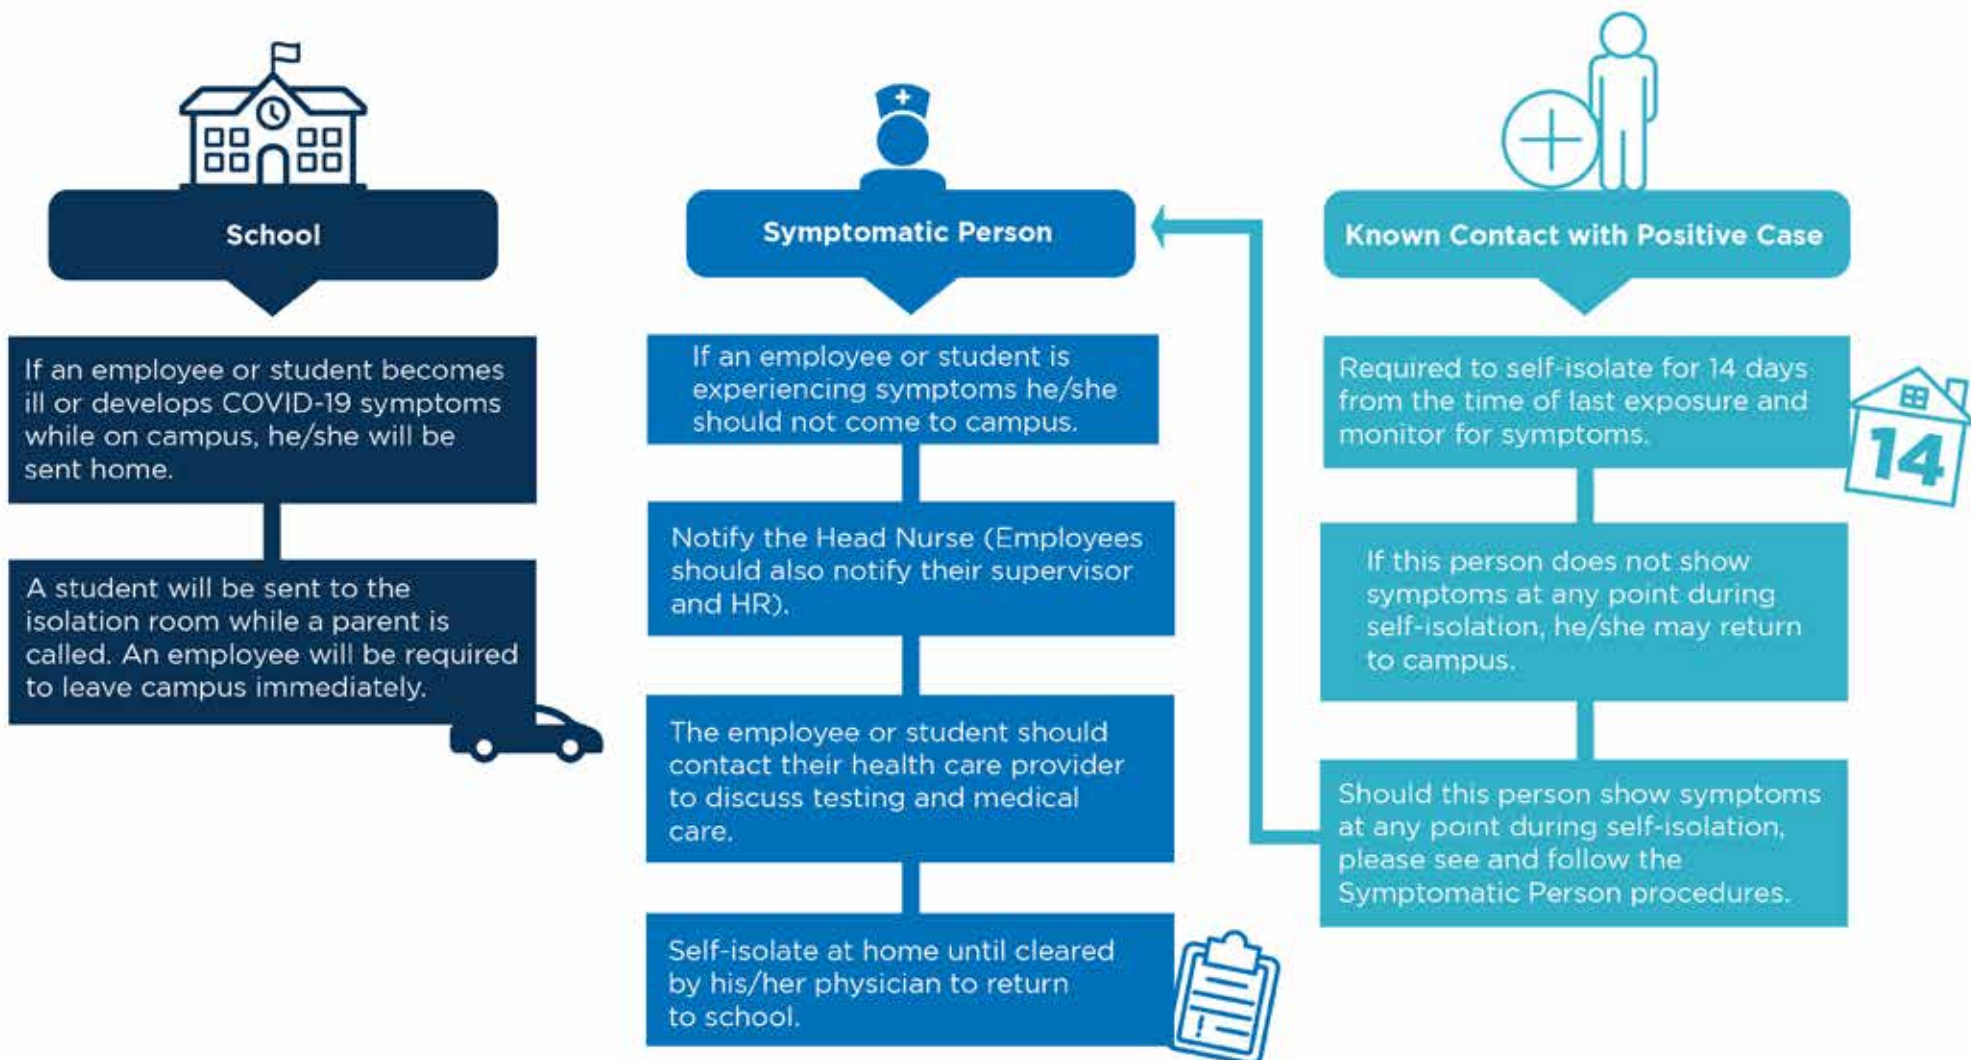 School
If an employee or student becomes
ill or develops COVID-19 symptoms
while on campus, he/she will be
sent home.
A student will be sent to the
isolation room while a parent is
called. An employee will be required
to leave campus immediately.
Symptomatic Person
If an employee or student is
experiencing symptoms he/she
should not come to campus.
Notify the Head Nurse (Employees
should also notify their supervisor
and HR).
The employee or student should
contact their health care provider
to discuss testing and medical
care.
Self-isolate at home until cleared
by his/her physician to return
to school.
Known Contact with Positive Case
Required to self-isolate for 14 days
from the time of last exposure and
monitor for symptoms.
14
If this person does not show
symptoms at any point during
self-isolation, he/she may return
to campus.
Should this person show symptoms
at any point during self-isolation,
please see and follow the
Symptomatic Person procedures.